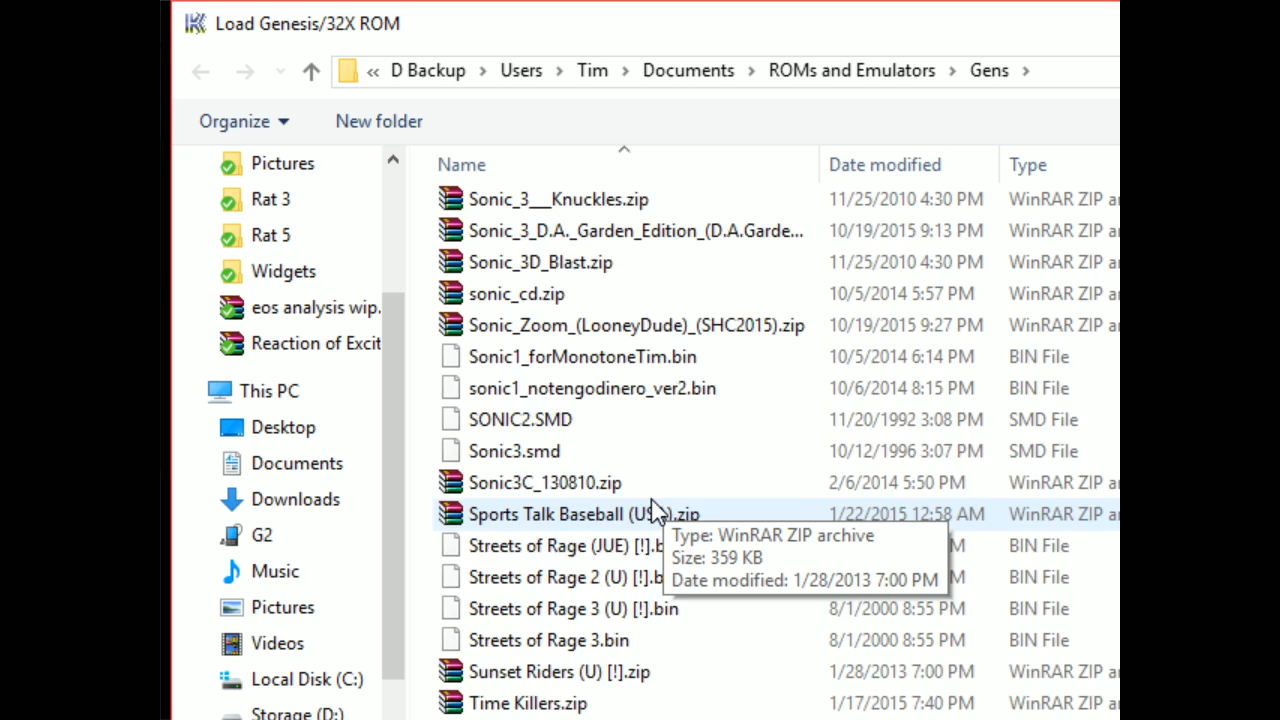 Load Genesis/32X ROM
« D Backup > Users > Tim > Documents > ROMs and Emulators > Gens >
Organize New folder
Name Date modified Type
Pictures
Rat 3
Rat 5
Widgets
eos analysis wip.
Reaction of Excit
This PC
Desktop
Documents
Downloads
G2
Music
Pictures
Videos
Local Disk (C:)
Storage (D:)
Sonic_3___Knuckles.zip 11/25/2010 4:30 PM WinRAR ZIP ar
Sonic_3_D.A._Garden_Edition_(D.A.Garde... 10/19/2015 9:13 PM WinRAR ZIP ar
Sonic_3D_Blast.zip 11/25/2010 4:30 PM WinRAR ZIP ar
sonic_cd.zip 10/5/2014 5:57 PM WinRAR ZIP ar
Sonic_Zoom_(LooneyDude)_(SHC2015).zip 10/19/2015 9:27 PM WinRAR ZIP ar
Sonic1_forMonotoneTim.bin 10/5/2014 6:14 PM BIN File
sonic1_notengodinero_ver2.bin 10/6/2014 8:15 PM BIN File
SONIC2.SMD 11/20/1992 3:08 PM SMD File
Sonic3.smd 10/12/1996 3:07 PM SMD File
Sonic3C_130810.zip 2/6/2014 5:50 PM WinRAR ZIP ar
Sports Talk Baseball (US).zip 1/22/2015 12:58 AM WinRAR ZIP ar
Streets of Rage (JUE) [!].b M BIN File
Streets of Rage 2 (U) [!].b M BIN File
Type: WinRAR ZIP archive
Size: 359 KB
Date modified: 1/28/2013 7:00 PM
Streets of Rage 3 (U) [!].bin 8/1/2000 8:55 PM BIN File
Streets of Rage 3.bin 8/1/2000 8:55 PM BIN File
Sunset Riders (U) [!].zip 1/28/2013 7:00 PM WinRAR ZIP ar
Time Killers.zip 1/17/2015 7:40 PM WinRAR ZIP ar